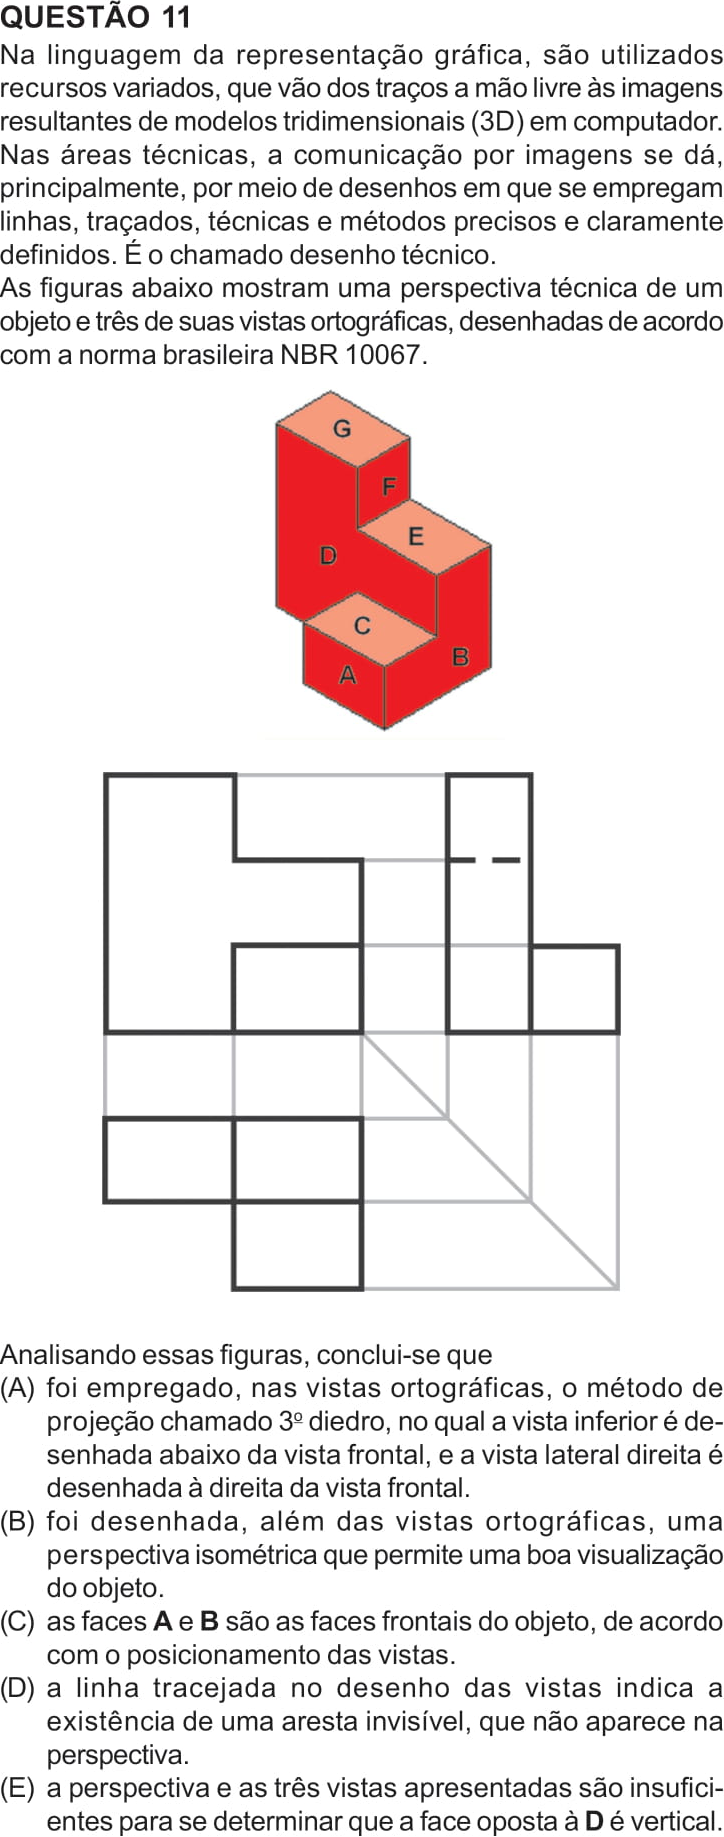 QUESTÃO 11
Na linguagem da representação gráfica, são utilizados
recursos variados, que vão dos traços a mão livre às imagens
resultantes de modelos tridimensionais (3D) em computador.
Nas áreas técnicas, a comunicação por imagens se dá,
principalmente, por meio de desenhos em que se empregam
linhas, traçados, técnicas e métodos precisos e claramente
definidos. É o chamado desenho técnico.
As figuras abaixo mostram uma perspectiva técnica de um
objeto e três de suas vistas ortográficas, desenhadas de acordo
com a norma brasileira NBR 10067.
G
F
E
D
C
B
A
Analisando essas figuras, conclui-se que
(A) foi empregado, nas vistas ortográficas, o método de
projeção chamado 3º diedro, no qual a vista inferior é de-
senhada abaixo da vista frontal, e a vista lateral direita é
desenhada à direita da vista frontal.
(B) foi desenhada, além das vistas ortográficas, uma
perspectiva isométrica que permite uma boa visualização
do objeto.
(C) as faces A e B são as faces frontais do objeto, de acordo
com o posicionamento das vistas.
(D) a linha tracejada no desenho das vistas indica a
existência de uma aresta invisível, que não aparece na
perspectiva.
(E) a perspectiva e as três vistas apresentadas são insufici-
entes para se determinar que a face oposta à D é vertical.